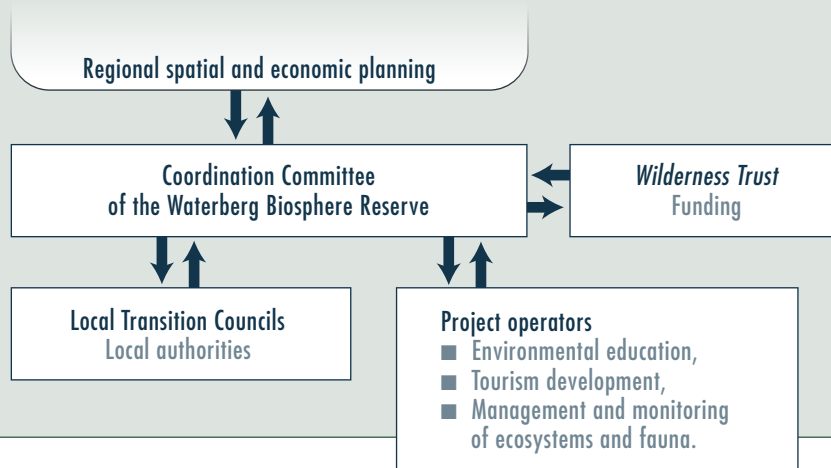 Regional spatial and economic planning
Coordination Committee
of the Waterberg Biosphere Reserve
Wilderness Trust
Funding
Local Transition Councils
Local authorities
Project operators
■ Environmental education,
■ Tourism development,
■ Management and monitoring
of ecosystems and fauna.